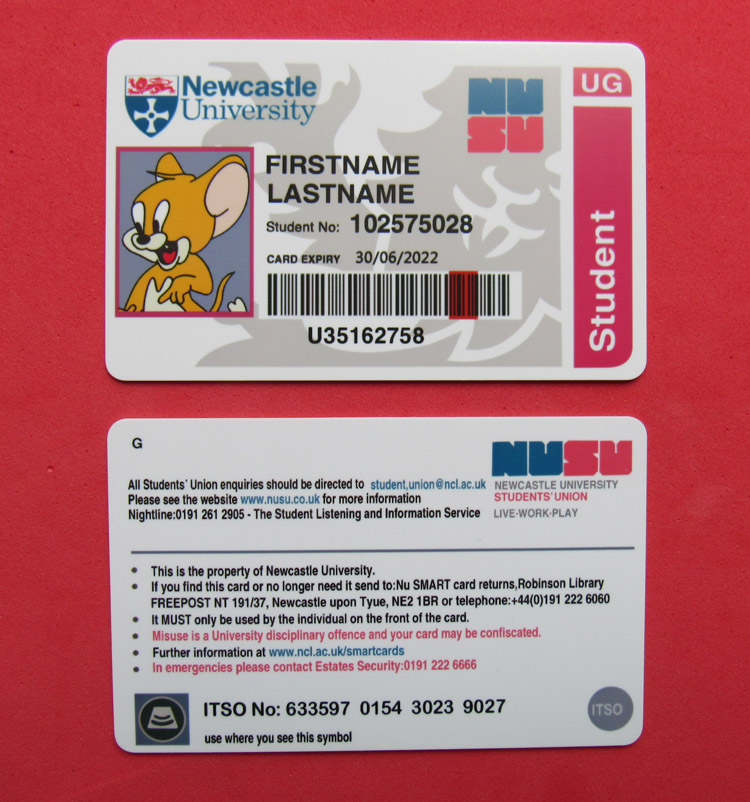 Newcastle
University
NU
SU
UG
FIRSTNAME
LASTNAME
Student No: 102575028
CARD EXPIRY 30/06/2022
U35162758
Student
G
NUSU
NEWCASTLE UNIVERSITY
STUDENTS' UNION
LIVE·WORK·PLAY
All Students' Union enquiries should be directed to student,union@ncl.ac.uk
Please see the website www.nusu.co.uk for more information
Nightline:0191 261 2905 - The Student Listening and Information Service
• This is the property of Newcastle University.
• If you find this card or no longer need it send to:Nu SMART card returns,Robinson Library
FREEPOST NT 191/37, Newcastle upon Tyue, NE2 1BR or telephone:+44(0)191 222 6060
• It MUST only be used by the individual on the front of the card.
• Misuse is a University disciplinary offence and your card may be confiscated.
• Further information at www.ncl.ac.uk/smartcards
• In emergencies please contact Estates Security:0191 222 6666
ITSO No: 633597 0154 3023 9027
use where you see this symbol
ITSO